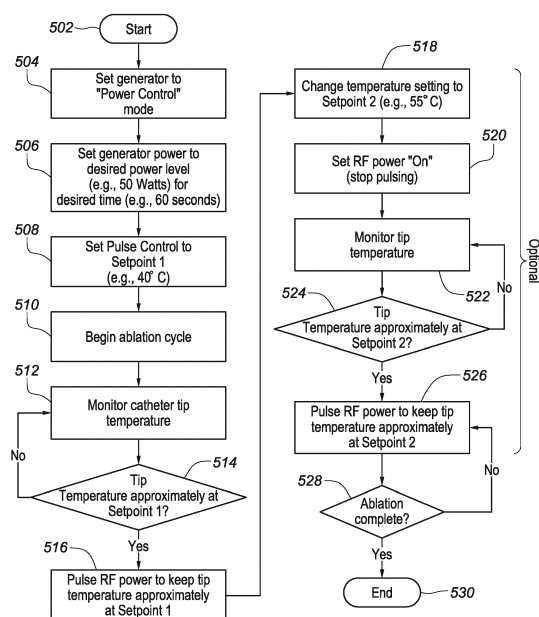 502
Start
504
Set generator to
"Power Control"
mode
506
Set generator power to
desired power level
(e.g., 50 Watts) for
desired time (e.g., 60 seconds)
508
Set Pulse Control to
Setpoint 1
(e.g., 40° C)
510
Begin ablation cycle
512
Monitor catheter tip
temperature
No
514
Tip
Temperature approximately at
Setpoint 1?
Yes
516
Pulse RF power to keep tip
temperature approximately
at Setpoint 1
518
Change temperature setting to
Setpoint 2 (e.g., 55° C)
520
Set RF power "On"
(stop pulsing)
Monitor tip
temperature
522
No
524
Tip
Temperature approximately at
Setpoint 2?
Yes
526
Pulse RF power to keep tip
temperature approximately
at Setpoint 2
No
528
Ablation
complete?
Yes
End
530
Optional